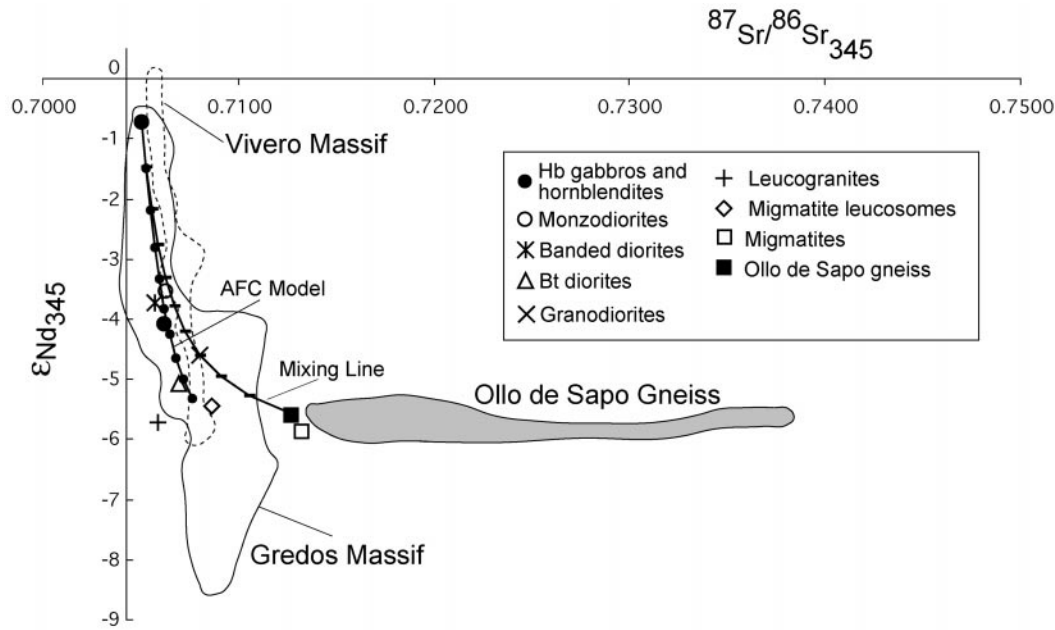 87Sr/86Sr345
0
0.7000 0.7100 0.7200 0.7300 0.7400 0.7500
-1
-2
-3
-4
-5
-6
-7
-8
-9
εNd345
Vivero Massif
AFC Model
Mixing Line
Ollo de Sapo Gneiss
Gredos Massif
Hb gabbros and
hornblendites
Monzodiorites
Banded diorites
Bt diorites
Granodiorites
Leucogranites
Migmatite leucosomes
Migmatites
Ollo de Sapo gneiss